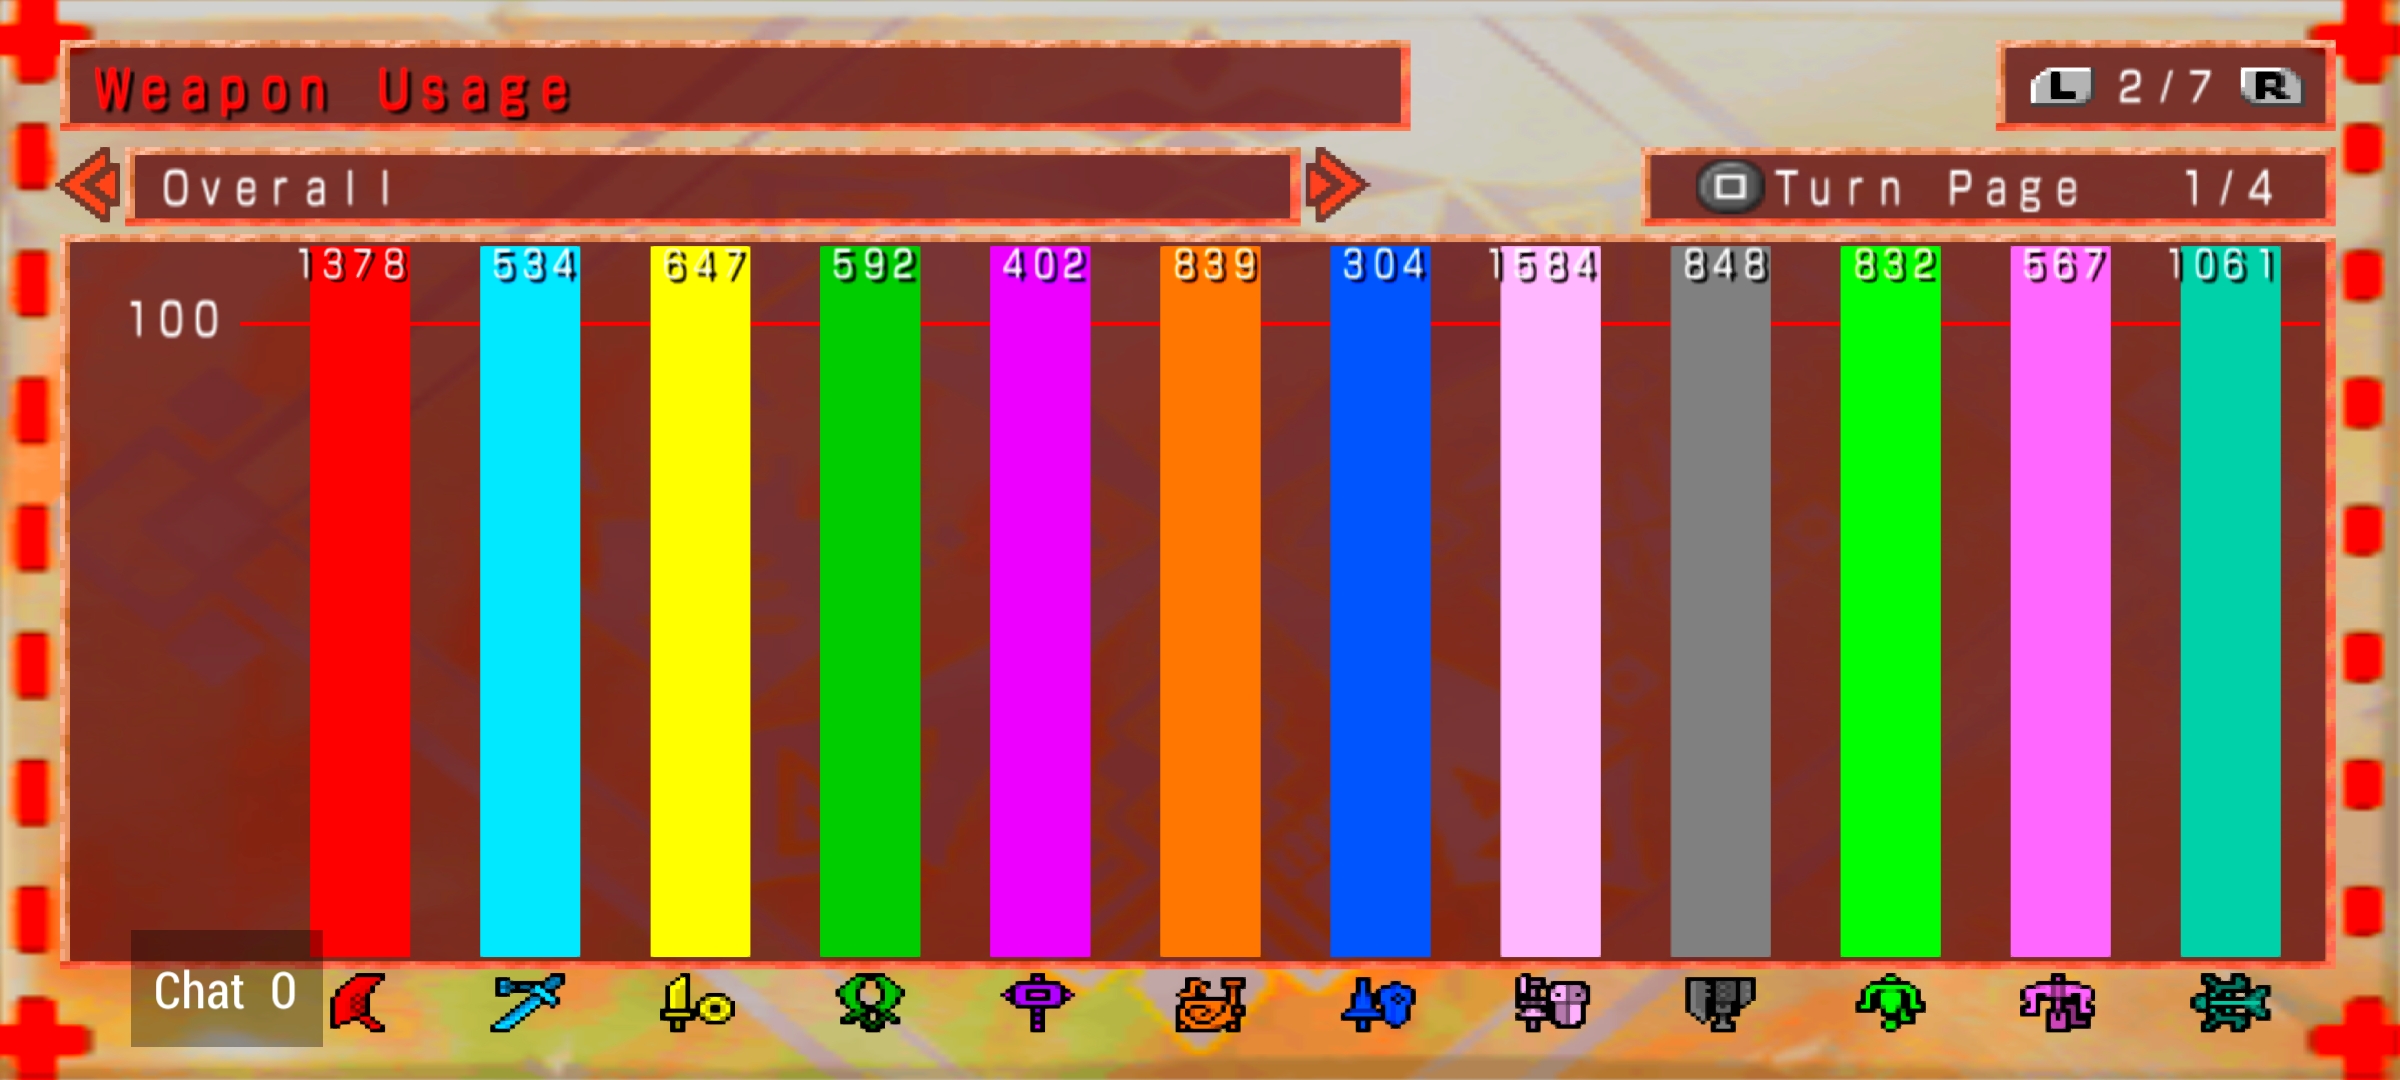 Weapon Usage
L 2/7 R
Overall
Turn Page 1/4
1378 534 647 592 402 839 304 1584 848 832 567 1061
100
Chat 0